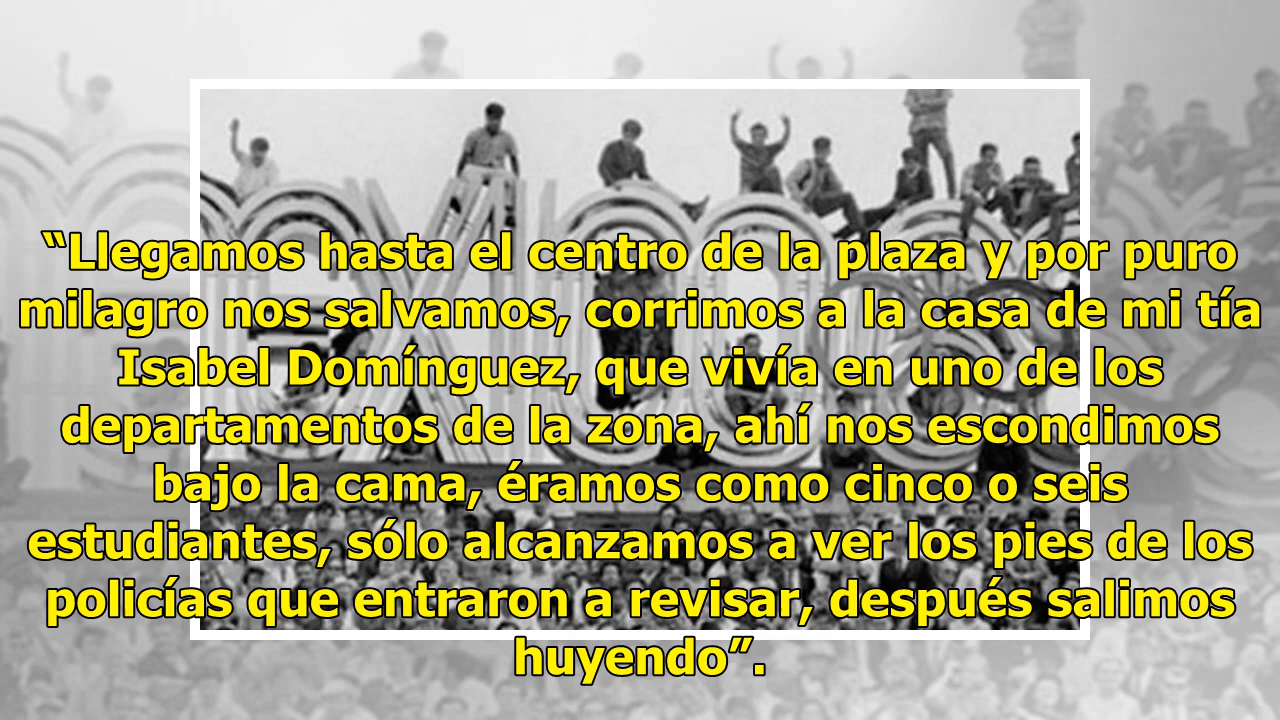 “Llegamos hasta el centro de la plaza y por puro
milagro nos salvamos, corrimos a la casa de mi tía
Isabel Domínguez, que vivía en uno de los
departamentos de la zona, ahí nos escondimos
bajo la cama, éramos como cinco o seis
estudiantes, sólo alcanzamos a ver los pies de los
policías que entraron a revisar, después salimos
huyendo”.